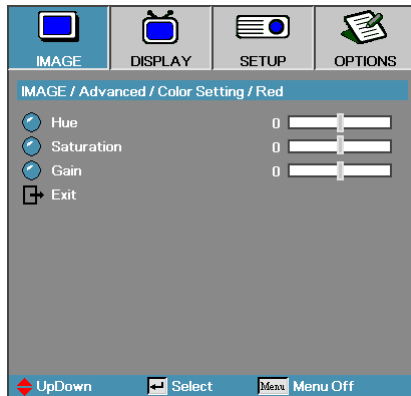 IMAGE DISPLAY SETUP OPTIONS
IMAGE / Advanced / Color Setting / Red
Hue 0
Saturation 0
Gain 0
Exit
UpDown Select Menu Menu Off